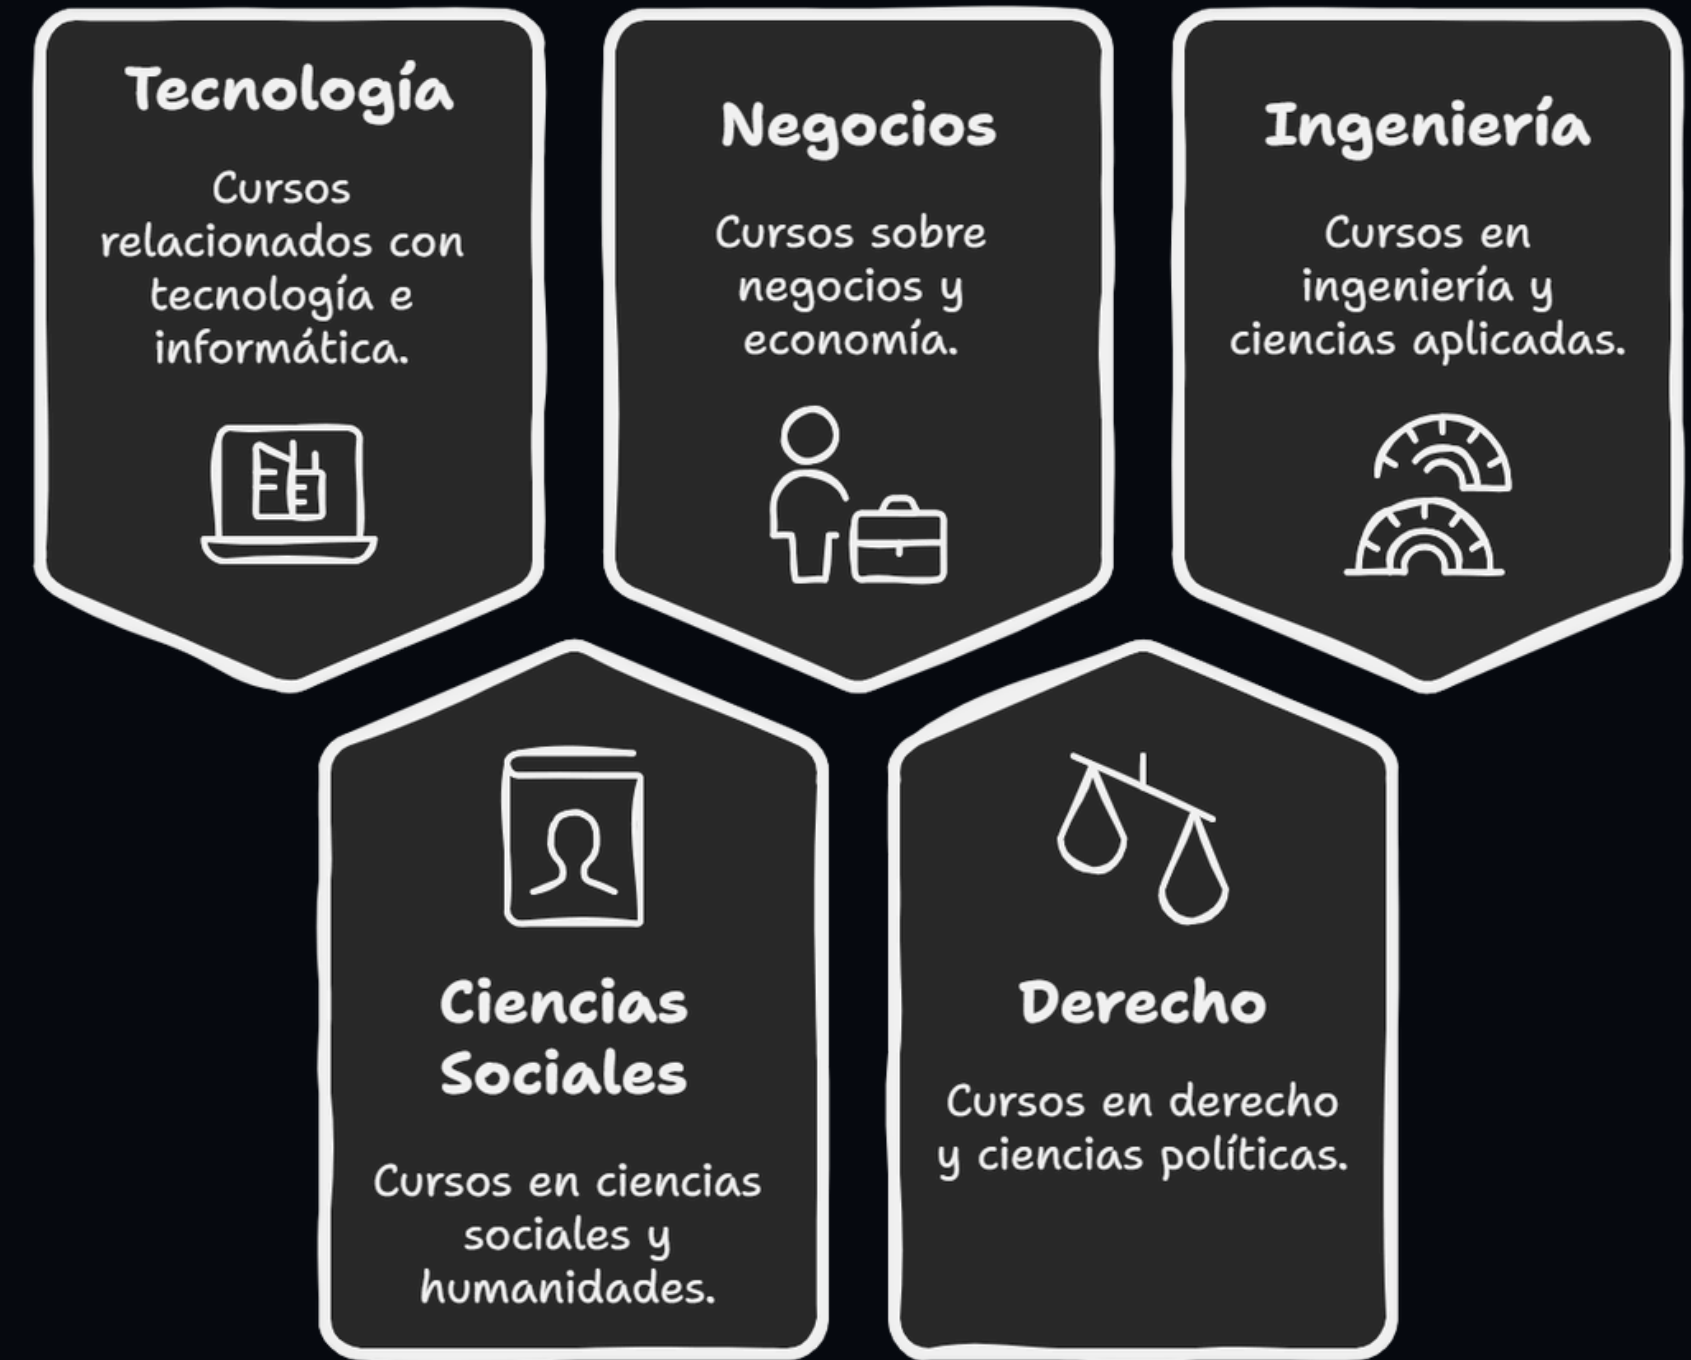 Tecnología
Cursos
relacionados con
tecnología e
informática.
Negocios
Cursos sobre
negocios y
economía.
Ingeniería
Cursos en
ingeniería y
ciencias aplicadas.
Ciencias
Sociales
Cursos en ciencias
sociales y
humanidades.
Derecho
Cursos en derecho
y ciencias políticas.